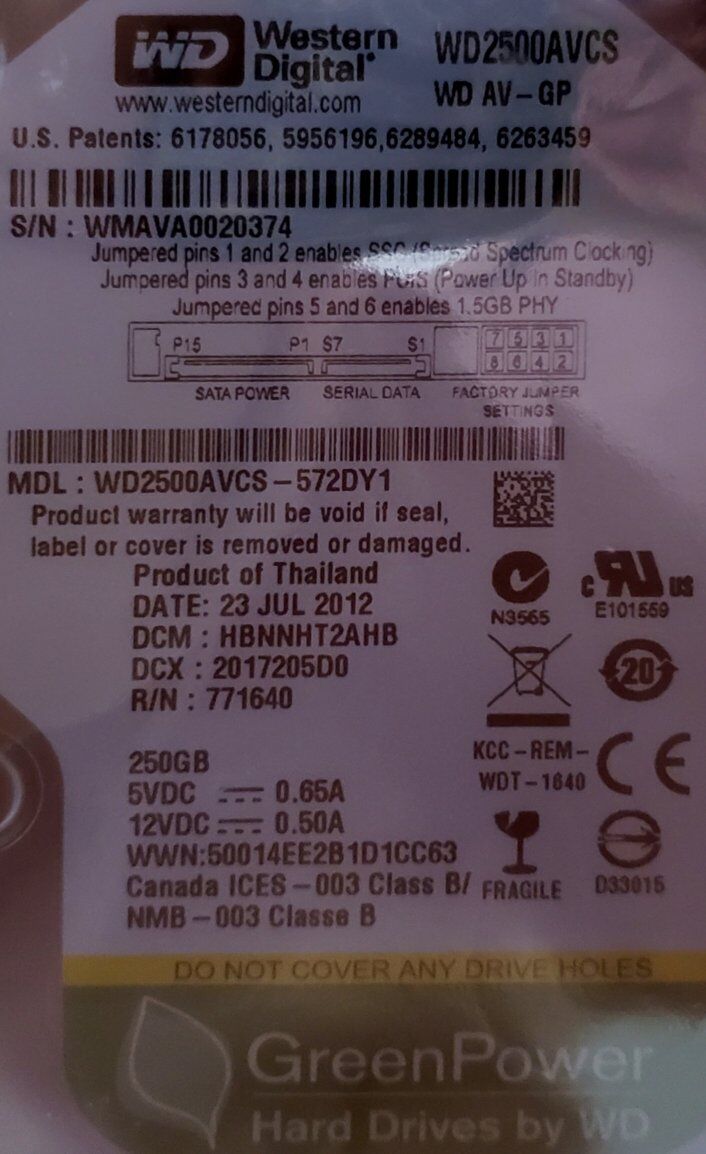 WD Western Digital WD2500AVCS
www.westerndigital.com WD AV-GP
U.S. Patents: 6178056, 5956196,6289484, 6263459
S/N : WMAVA0020374
Jumpered pins 1 and 2 enables SSC (Spread Spectrum Clocking)
Jumpered pins 3 and 4 enables PUIS (Power Up in Standby)
Jumpered pins 5 and 6 enables 1.5GB PHY
P15 P1 S7 S1 7 5 3 1
8 6 4 2
SATA POWER SERIAL DATA FACTORY JUMPER
SETTINGS
MDL : WD2500AVCS-572DY1
Product warranty will be void if seal,
label or cover is removed or damaged.
Product of Thailand
DATE: 23 JUL 2012
DCM : HBNNHT2AHB
DCX : 2017205D0
R/N : 771640
N3565
c RU US
E101559
20
250GB
5VDC 0.65A
12VDC 0.50A
WWN:50014EE2B1D1CC63
Canada ICES-003 Class B/
NMB-003 Classe B
KCC-REM-
WDT-1640
CE
FRAGILE
D33015
DO NOT COVER ANY DRIVE HOLES
GreenPower
Hard Drives by WD